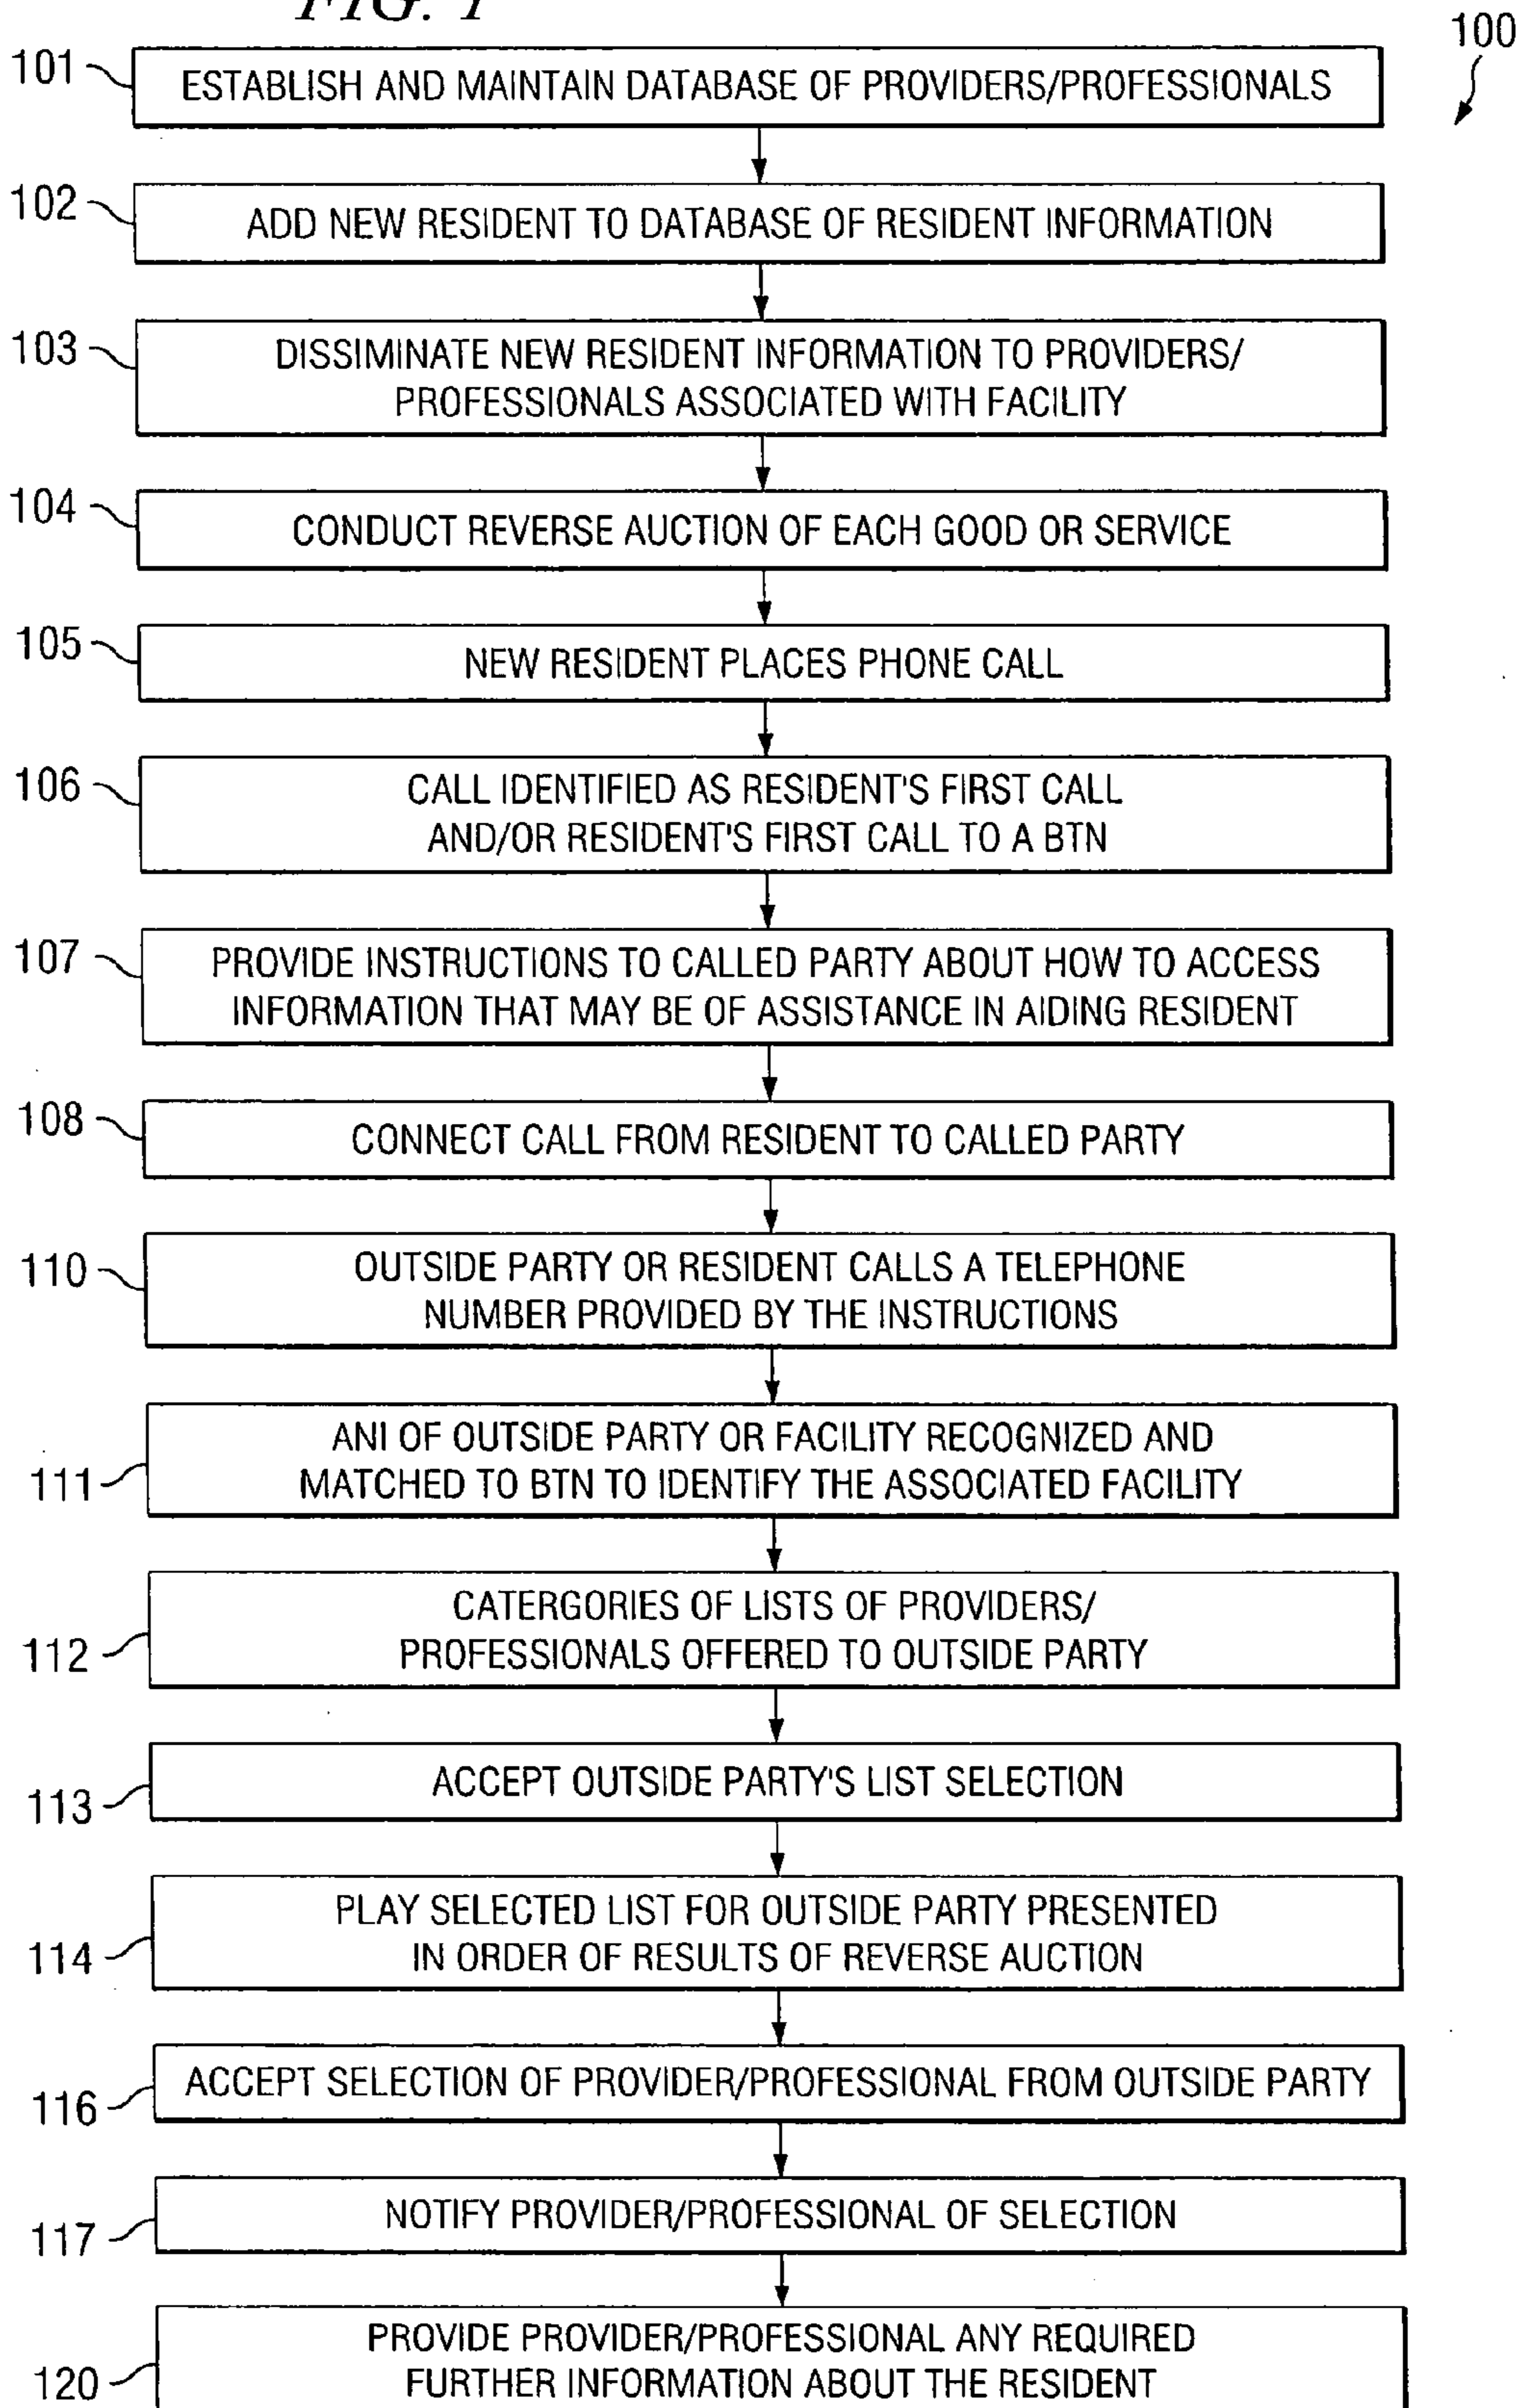 FIG. 1
100
101
ESTABLISH AND MAINTAIN DATABASE OF PROVIDERS/PROFESSIONALS
102
ADD NEW RESIDENT TO DATABASE OF RESIDENT INFORMATION
103
DISSIMINATE NEW RESIDENT INFORMATION TO PROVIDERS/
PROFESSIONALS ASSOCIATED WITH FACILITY
104
CONDUCT REVERSE AUCTION OF EACH GOOD OR SERVICE
105
NEW RESIDENT PLACES PHONE CALL
106
CALL IDENTIFIED AS RESIDENT'S FIRST CALL
AND/OR RESIDENT'S FIRST CALL TO A BTN
107
PROVIDE INSTRUCTIONS TO CALLED PARTY ABOUT HOW TO ACCESS
INFORMATION THAT MAY BE OF ASSISTANCE IN AIDING RESIDENT
108
CONNECT CALL FROM RESIDENT TO CALLED PARTY
110
OUTSIDE PARTY OR RESIDENT CALLS A TELEPHONE
NUMBER PROVIDED BY THE INSTRUCTIONS
111
ANI OF OUTSIDE PARTY OR FACILITY RECOGNIZED AND
MATCHED TO BTN TO IDENTIFY THE ASSOCIATED FACILITY
112
CATERGORIES OF LISTS OF PROVIDERS/
PROFESSIONALS OFFERED TO OUTSIDE PARTY
113
ACCEPT OUTSIDE PARTY'S LIST SELECTION
114
PLAY SELECTED LIST FOR OUTSIDE PARTY PRESENTED
IN ORDER OF RESULTS OF REVERSE AUCTION
116
ACCEPT SELECTION OF PROVIDER/PROFESSIONAL FROM OUTSIDE PARTY
117
NOTIFY PROVIDER/PROFESSIONAL OF SELECTION
120
PROVIDE PROVIDER/PROFESSIONAL ANY REQUIRED
FURTHER INFORMATION ABOUT THE RESIDENT